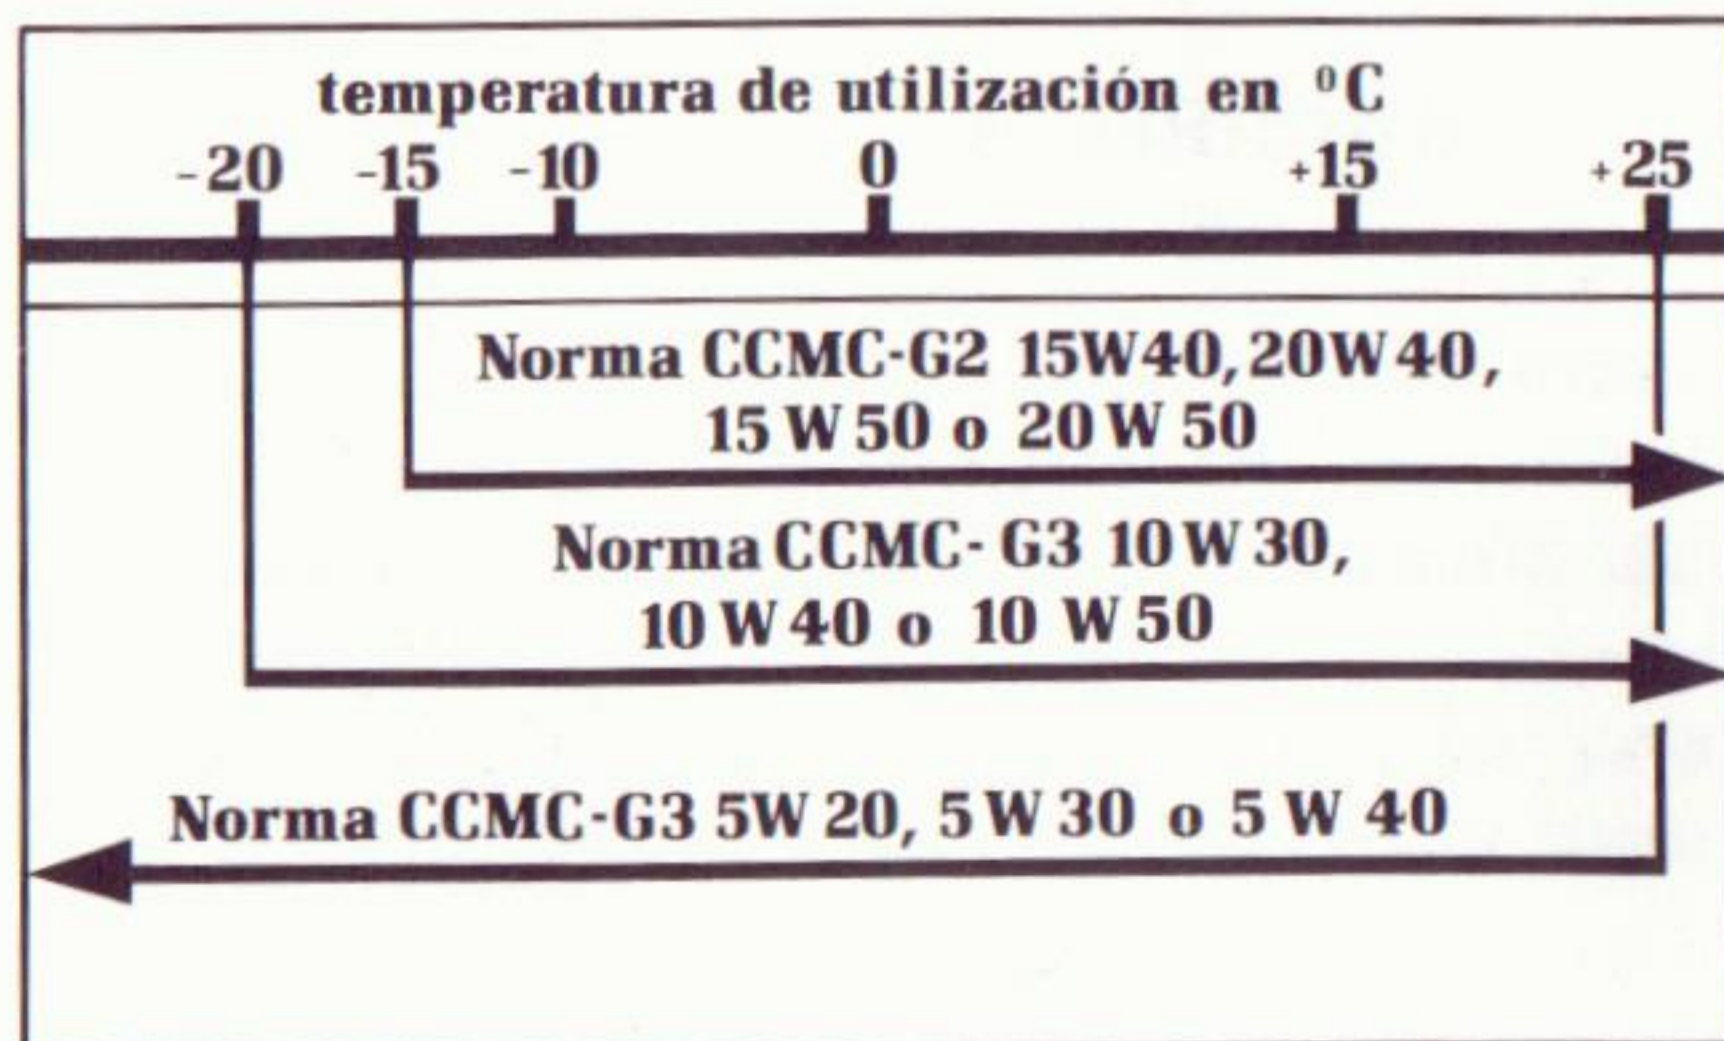 temperatura de utilización en ºC
-20 -15 -10 0 +15 +25
Norma CCMC-G2 15W40, 20W40,
15 W 50 o 20 W 50
Norma CCMC-G3 10 W 30,
10 W 40 o 10 W 50
Norma CCMC-G3 5W 20, 5 W 30 o 5 W 40